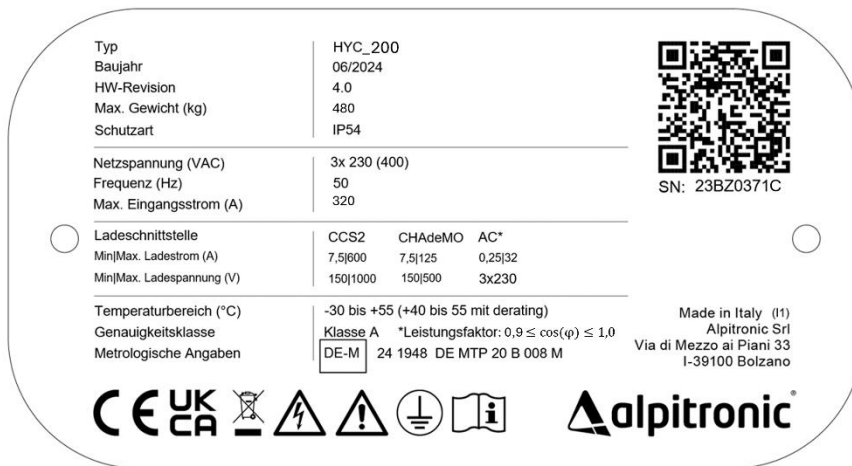 Typ HYC_200
Baujahr 06/2024
HW-Revision 4.0
Max. Gewicht (kg) 480
Schutzart IP54
SN: 23BZ0371C
Netzspannung (VAC) 3x 230 (400)
Frequenz (Hz) 50
Max. Eingangsstrom (A) 320
Ladeschnittstelle CCS2 CHAdeMO AC*
Min|Max. Ladestrom (A) 7,5|600 7,5|125 0,25|32
Min|Max. Ladespannung (V) 150|1000 150|500 3x230
Temperaturbereich (°C) -30 bis +55 (+40 bis 55 mit derating)
Genauigkeitsklasse Klasse A *Leistungsfaktor: 0,9 ≤ cos(φ) ≤ 1,0
Metrologische Angaben DE-M 24 1948 DE MTP 20 B 008 M
Made in Italy (I1)
Alpitronic Srl
Via di Mezzo ai Piani 33
I-39100 Bolzano
CE UK CA i alpitronic®